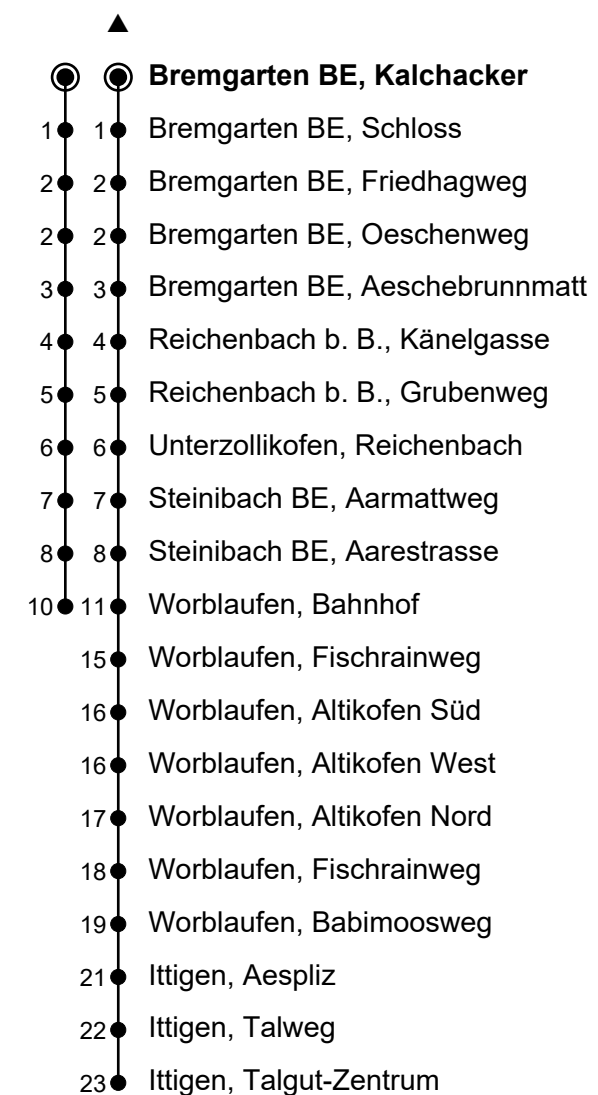 Bremgarten BE, Kalchacker
1 1 Bremgarten BE, Schloss
2 2 Bremgarten BE, Friedhagweg
2 2 Bremgarten BE, Oeschenweg
3 3 Bremgarten BE, Aeschebrunnmatt
4 4 Reichenbach b. B., Känelgasse
5 5 Reichenbach b. B., Grubenweg
6 6 Unterzollikofen, Reichenbach
7 7 Steinibach BE, Aarmattweg
8 8 Steinibach BE, Aarestrasse
10 11 Worblaufen, Bahnhof
15 Worblaufen, Fischrainweg
16 Worblaufen, Altikofen Süd
16 Worblaufen, Altikofen West
17 Worblaufen, Altikofen Nord
18 Worblaufen, Fischrainweg
19 Worblaufen, Babimoosweg
21 Ittigen, Aespliz
22 Ittigen, Talweg
23 Ittigen, Talgut-Zentrum